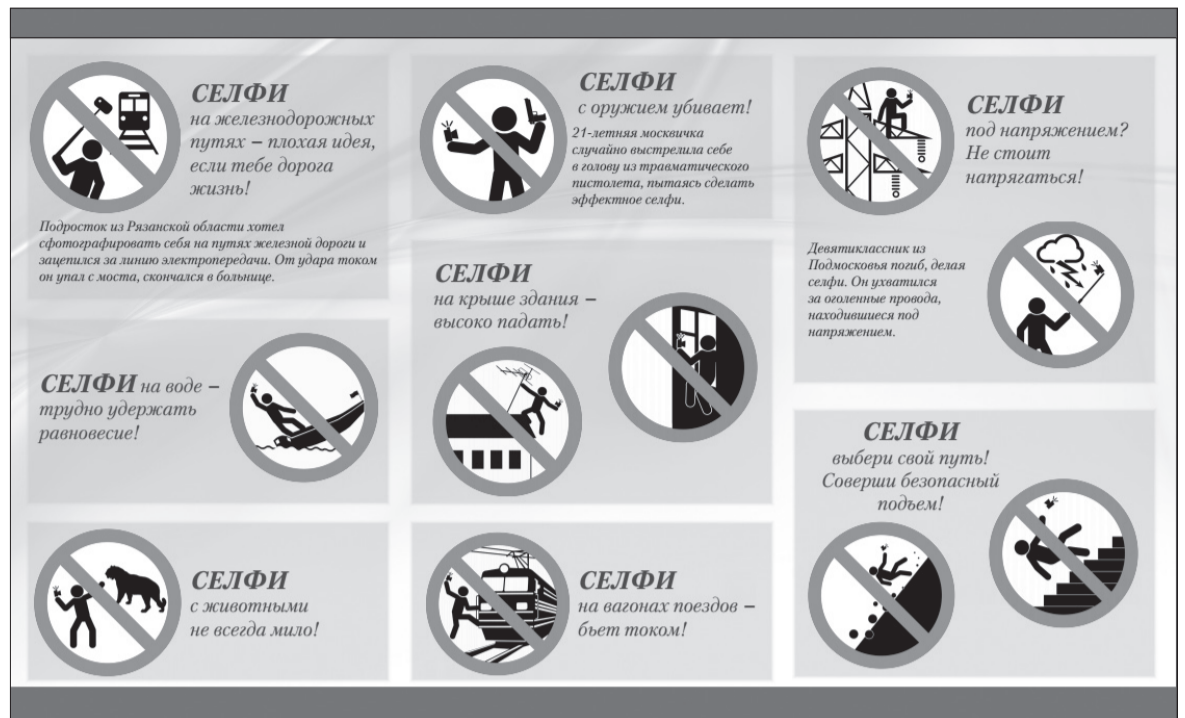 СЕЛФИ
на железнодорожных
путях – плохая идея,
если тебе дорога
жизнь!
Подросток из Рязанской области хотел
сфотографировать себя на путях железной дороги и
зацепился за линию электропередачи. От удара током
он упал с моста, скончался в больнице.
СЕЛФИ на воде –
трудно удержать
равновесие!
СЕЛФИ
с животными
не всегда мило!
СЕЛФИ
с оружием убивает!
21-летняя москвичка
случайно выстрелила себе
в голову из травматического
пистолета, пытаясь сделать
эффектное селфи.
СЕЛФИ
на крыше здания –
высоко падать!
СЕЛФИ
на вагонах поездов –
бьет током!
СЕЛФИ
под напряжением?
Не стоит
напрягаться!
Девятиклассник из
Подмосковья погиб, делая
селфи. Он ухватился
за оголенные провода,
находившиеся под
напряжением.
СЕЛФИ
выбери свой путь!
Соверши безопасный
подъем!